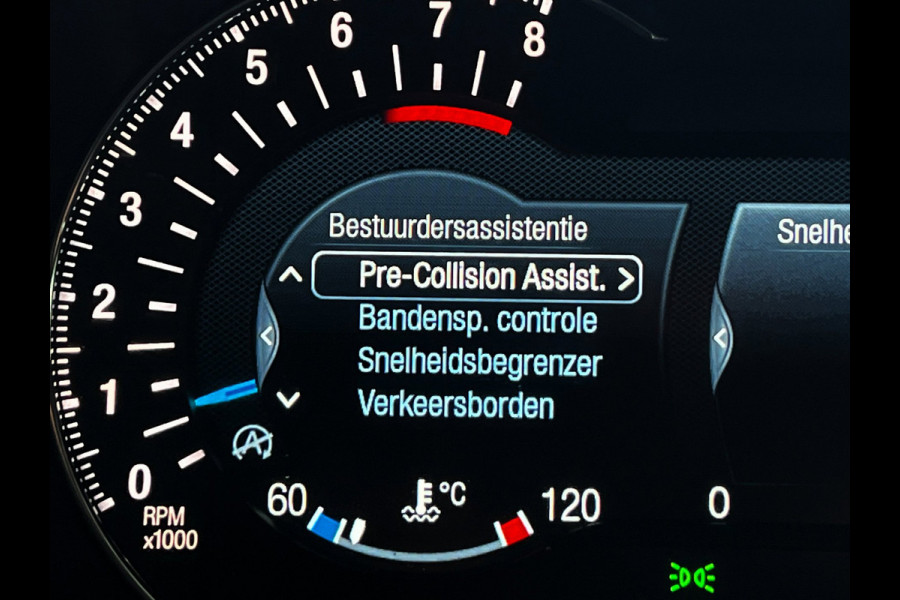 8
7
6
5
4
3
2
1
0
RPM
x1000
Bestuurdersassistentie
Pre-Collision Assist. >
Bandensp. controle
Snelheidsbegrenzer
Verkeersborden
A
60
°C
120
Snelhe
0